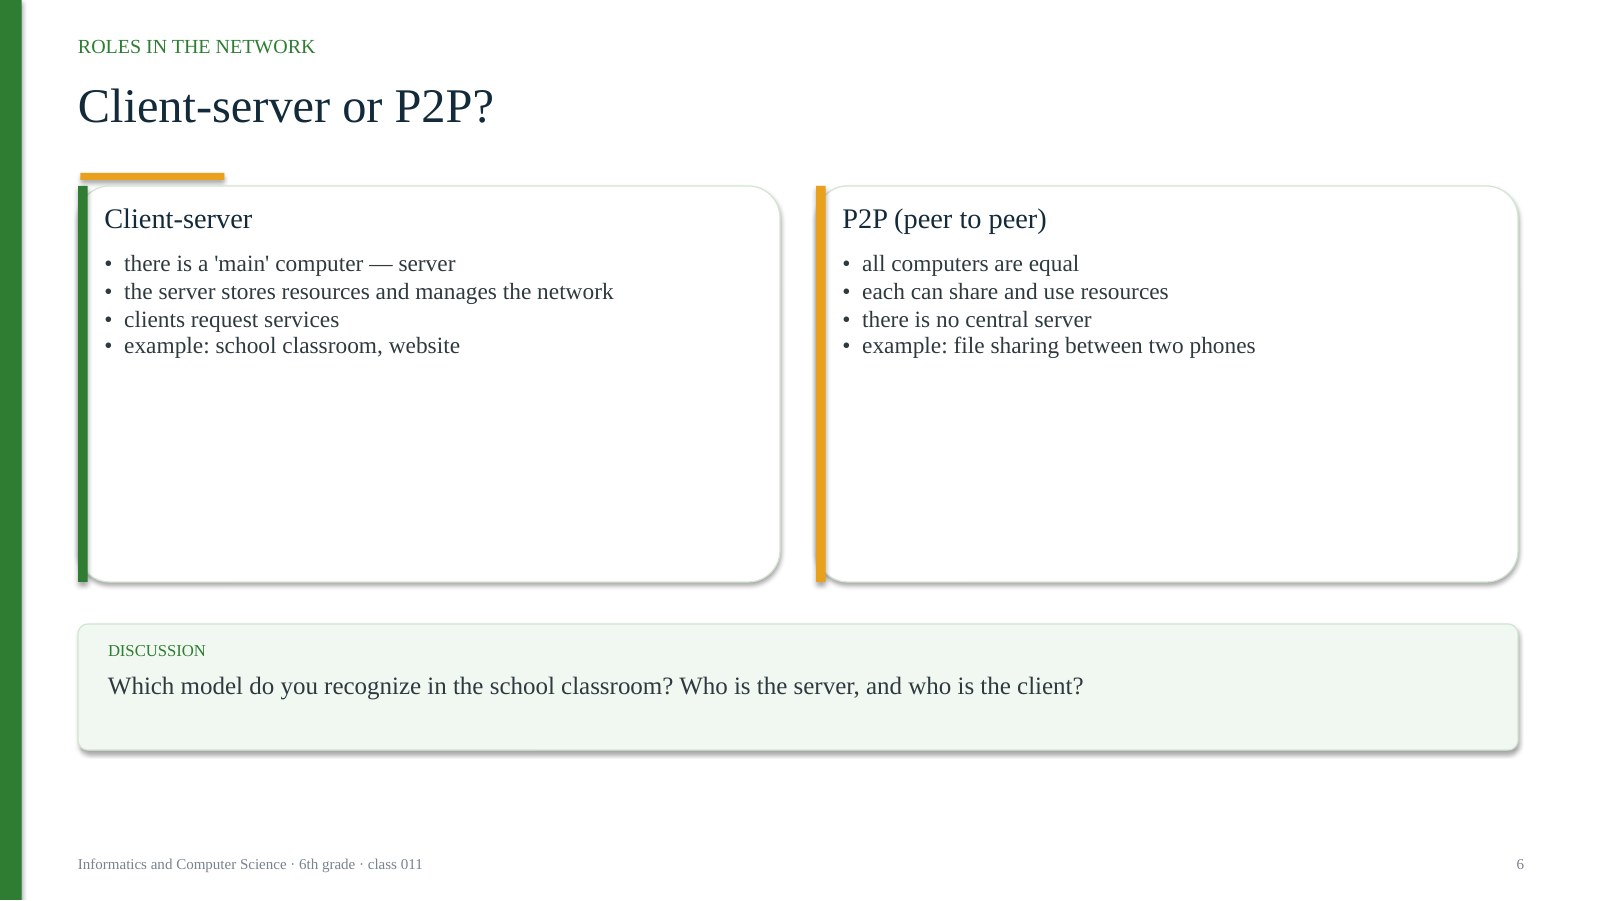 ROLES IN THE NETWORK
Client-server or P2P?
Client-server
• there is a 'main' computer — server
• the server stores resources and manages the network
• clients request services
• example: school classroom, website
P2P (peer to peer)
• all computers are equal
• each can share and use resources
• there is no central server
• example: file sharing between two phones
DISCUSSION
Which model do you recognize in the school classroom? Who is the server, and who is the client?
Informatics and Computer Science · 6th grade · class 011
6